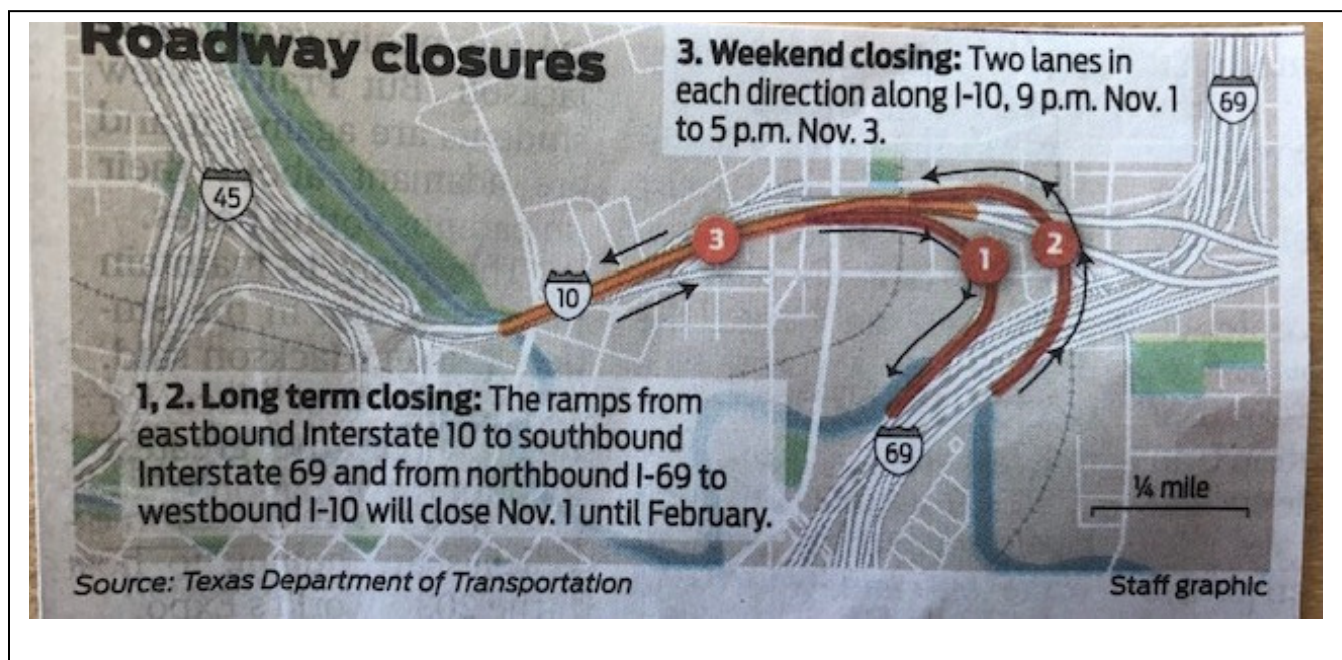 Roadway closures
3. Weekend closing: Two lanes in
each direction along I-10, 9 p.m. Nov. 1
to 5 p.m. Nov. 3.
69
45
3
1
2
10
1, 2. Long term closing: The ramps from
eastbound Interstate 10 to southbound
Interstate 69 and from northbound I-69 to
westbound I-10 will close Nov. 1 until February.
69
¼ mile
Source: Texas Department of Transportation
Staff graphic